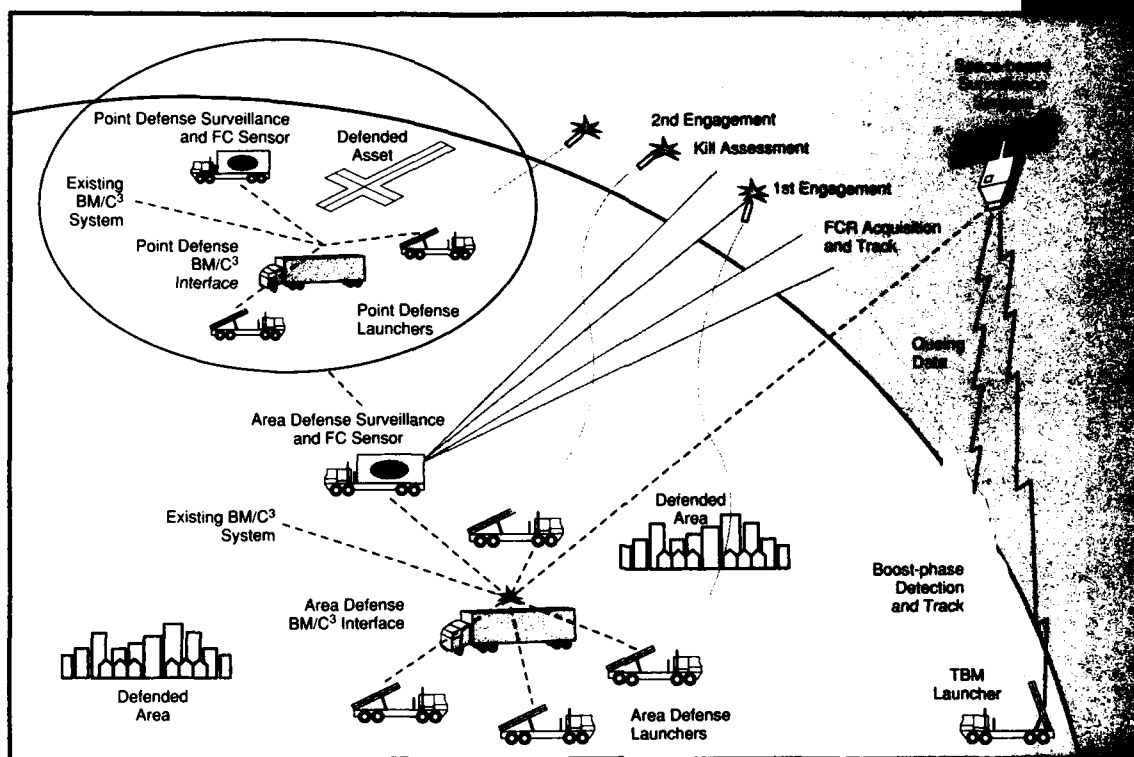 Point Defense Surveillance
and FC Sensor
Defended
Asset
Existing
BM/C³
System
Point Defense
BM/C³
Interface
Point Defense
Launchers
2nd Engagement
Kill Assessment
1st Engagement
FCR Acquisition
and Track
Space-based
Queing
Data
Area Defense Surveillance
and FC Sensor
Existing BM/C³
System
Defended
Area
Area Defense
BM/C³ Interface
Boost-phase
Detection
and Track
Defended
Area
Area Defense
Launchers
TBM
Launcher